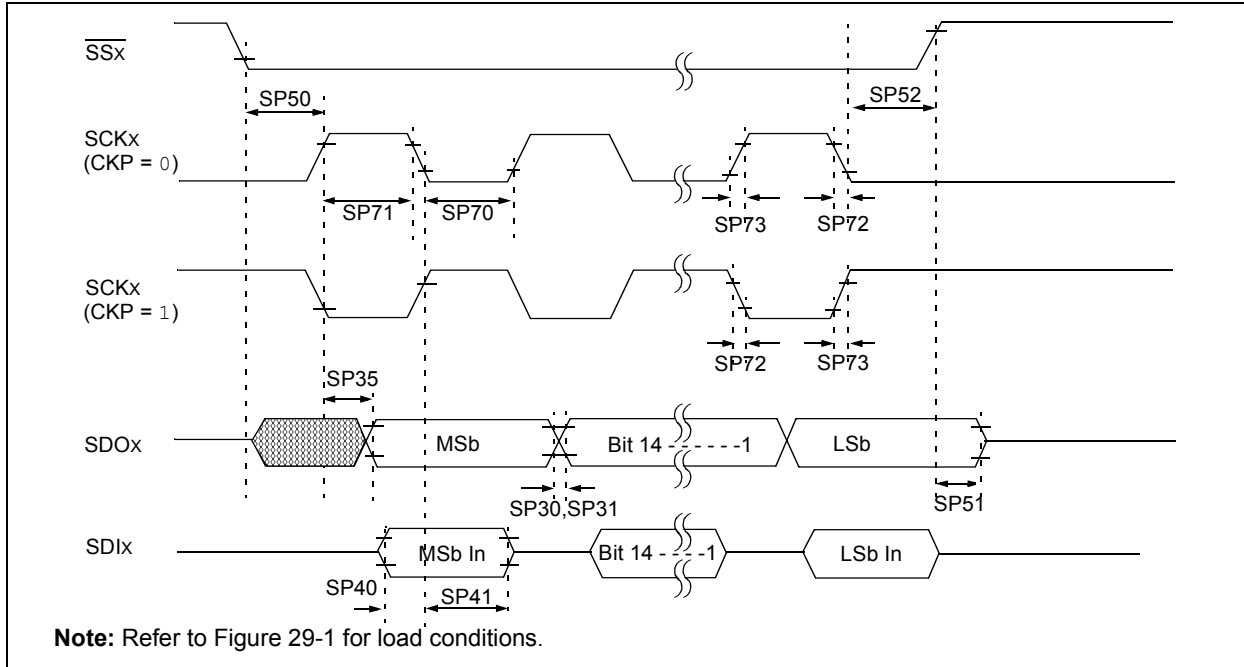 SSx
SP50
SP52
SCKx
(CKP = 0)
SP71
SP70
SP73
SP72
SCKx
(CKP = 1)
SP72
SP73
SP35
SDOx
MSb
Bit 14 - - - - - -1
LSb
SP30,SP31
SP51
SDIx
MSb In
Bit 14 - - - -1
LSb In
SP40
SP41
Note: Refer to Figure 29-1 for load conditions.